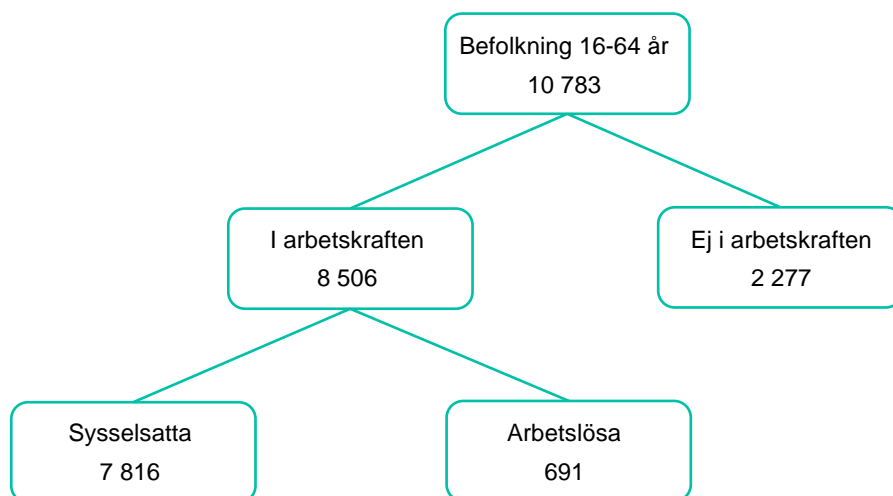 Befolkning 16-64 år
10 783
I arbetskraften
8 506
Ej i arbetskraften
2 277
Sysselsatta
7 816
Arbetslösa
691